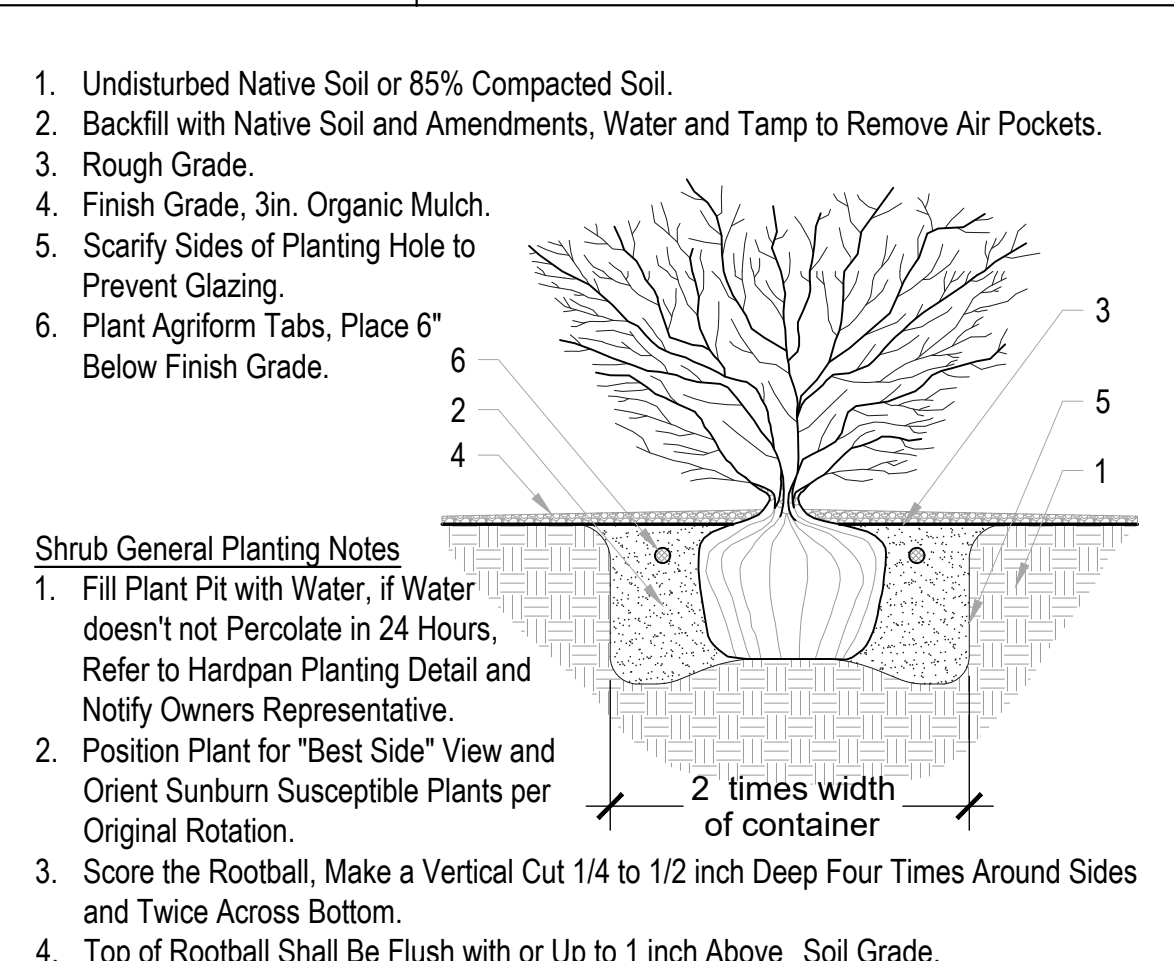 1. Undisturbed Native Soil or 85% Compacted Soil.
2. Backfill with Native Soil and Amendments, Water and Tamp to Remove Air Pockets.
3. Rough Grade.
4. Finish Grade, 3in. Organic Mulch.
5. Scarify Sides of Planting Hole to
Prevent Glazing.
6. Plant Agriform Tabs, Place 6"
Below Finish Grade.
6
2
4
3
5
1
2 times width
of container
Shrub General Planting Notes
1. Fill Plant Pit with Water, if Water
doesn't not Percolate in 24 Hours,
Refer to Hardpan Planting Detail and
Notify Owners Representative.
2. Position Plant for "Best Side" View and
Orient Sunburn Susceptible Plants per
Original Rotation.
3. Score the Rootball, Make a Vertical Cut 1/4 to 1/2 inch Deep Four Times Around Sides
and Twice Across Bottom.
4. Top of Rootball Shall Be Flush with or Up to 1 inch Above Soil Grade.